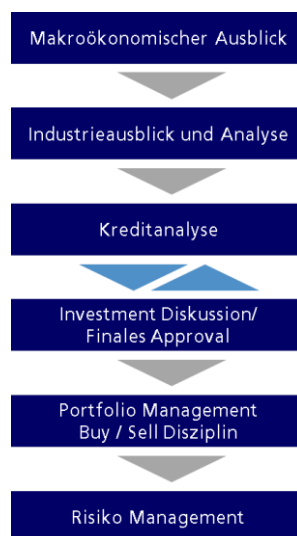 Makroökonomischer Ausblick
Industrieausblick und Analyse
Kreditanalyse
Investment Diskussion/
Finales Approval
Portfolio Management
Buy / Sell Disziplin
Risiko Management